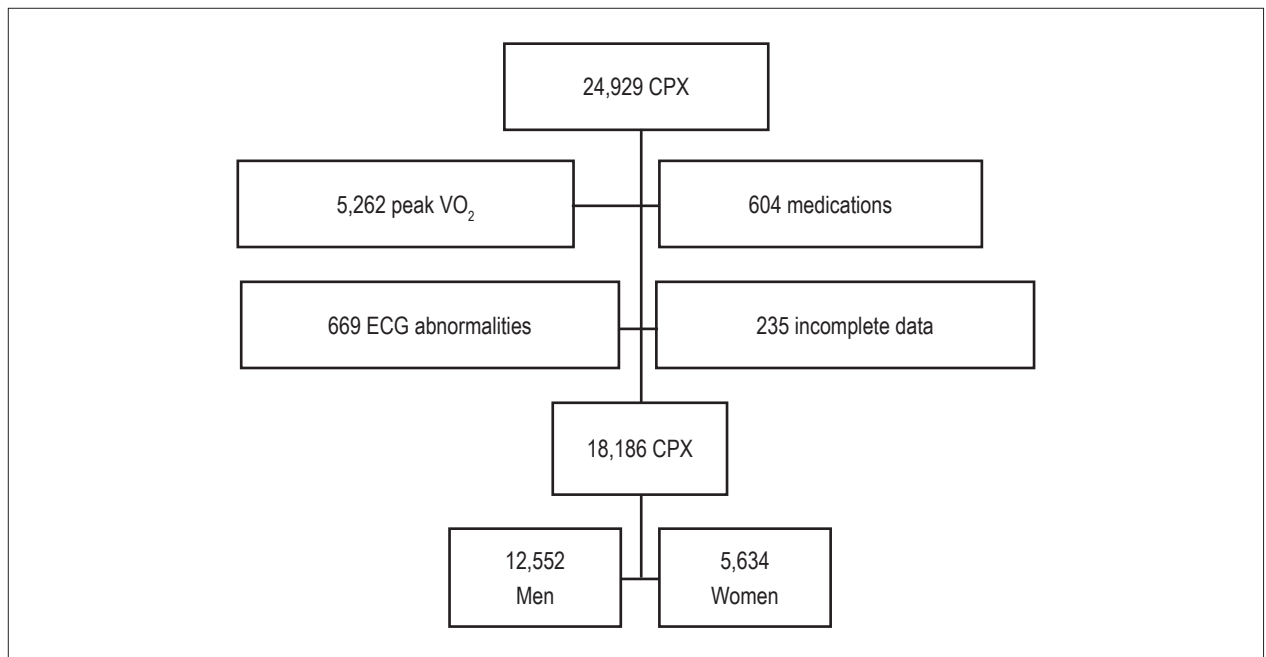 24,929 CPX
5,262 peak VO₂
604 medications
669 ECG abnormalities
235 incomplete data
18,186 CPX
12,552
Men
5,634
Women